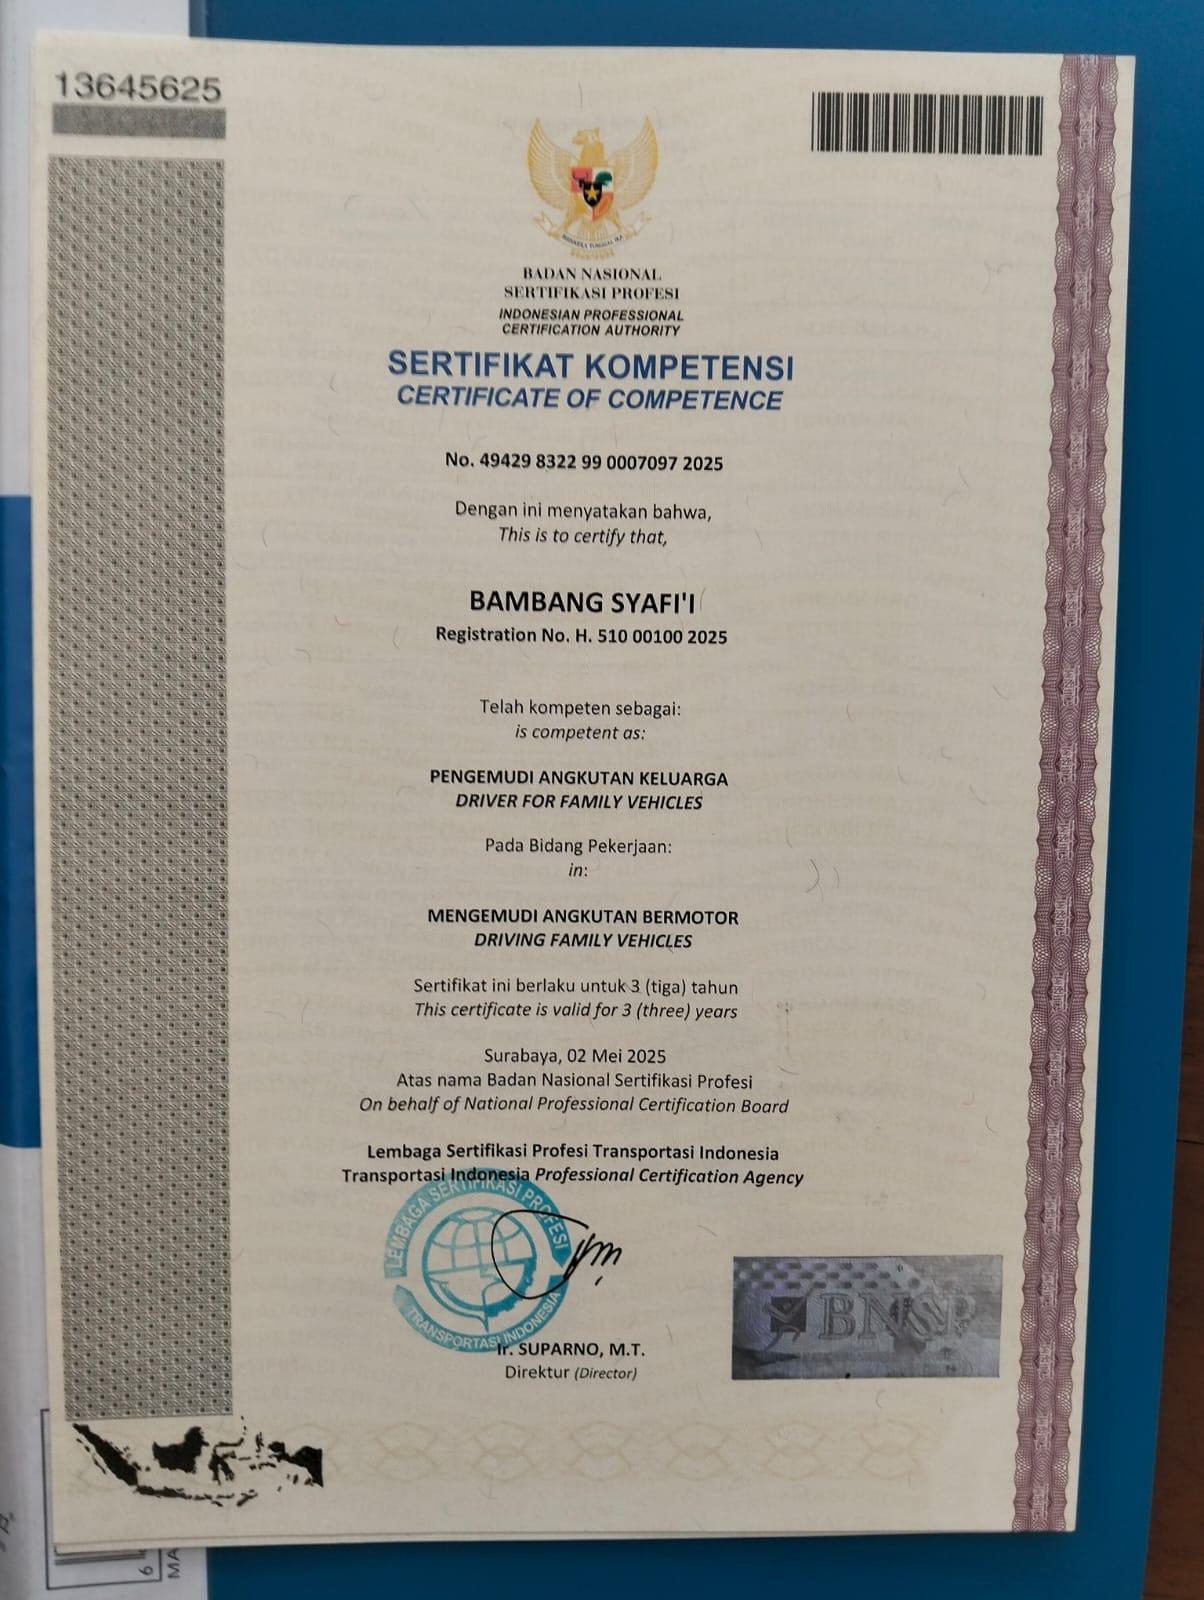 13645625
BADAN NASIONAL
SERTIFIKASI PROFESI
INDONESIAN PROFESSIONAL
CERTIFICATION AUTHORITY
SERTIFIKAT KOMPETENSI
CERTIFICATE OF COMPETENCE
No. 49429 8322 99 0007097 2025
Dengan ini menyatakan bahwa,
This is to certify that,
BAMBANG SYAFI'I
Registration No. H. 510 00100 2025
Telah kompeten sebagai:
is competent as:
PENGEMUDI ANGKUTAN KELUARGA
DRIVER FOR FAMILY VEHICLES
Pada Bidang Pekerjaan:
in:
MENGEMUDI ANGKUTAN BERMOTOR
DRIVING FAMILY VEHICLES
Sertifikat ini berlaku untuk 3 (tiga) tahun
This certificate is valid for 3 (three) years
Surabaya, 02 Mei 2025
Atas nama Badan Nasional Sertifikasi Profesi
On behalf of National Professional Certification Board
Lembaga Sertifikasi Profesi Transportasi Indonesia
Transportasi Indonesia Professional Certification Agency
LEMBAGA SERTIFIKASI PROFESI
TRANSPORTASI INDONESIA
BNSP
Ir. SUPARNO, M.T.
Direktur (Director)
6
MA